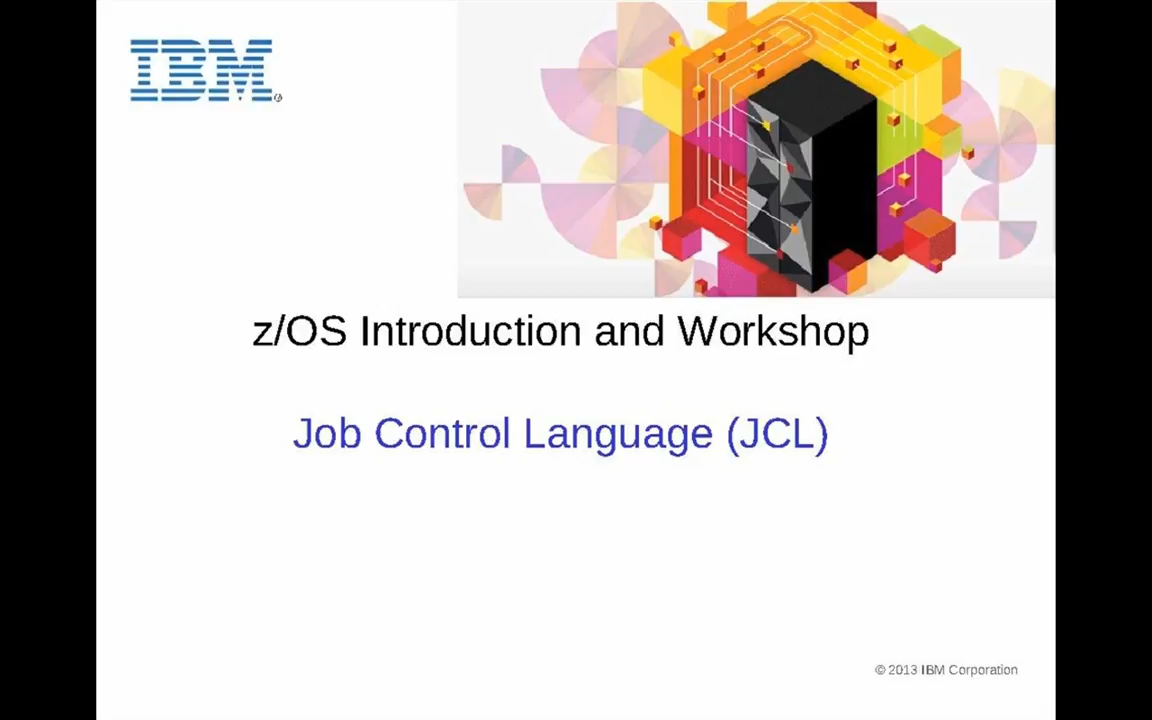 IBM®
z/OS Introduction and Workshop
Job Control Language (JCL)
© 2013 IBM Corporation